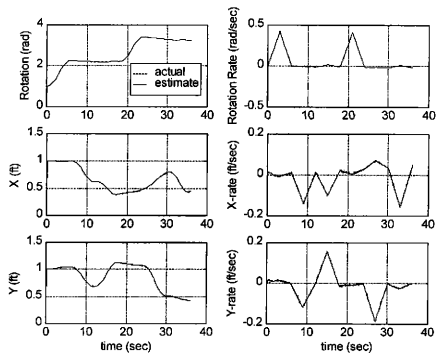 Rotation (rad)
4
2
0
0 10 20 30 40
actual
estimate
Rotation Rate (rad/sec)
0.5
0
-0.5
0 10 20 30 40
X (ft)
1.5
1
0.5
0
0 10 20 30 40
X-rate (ft/sec)
0.2
0
-0.2
0 10 20 30 40
Y (ft)
1.5
1
0.5
0
0 10 20 30 40
time (sec)
Y-rate (ft/sec)
0.2
0
-0.2
0 10 20 30 40
time (sec)